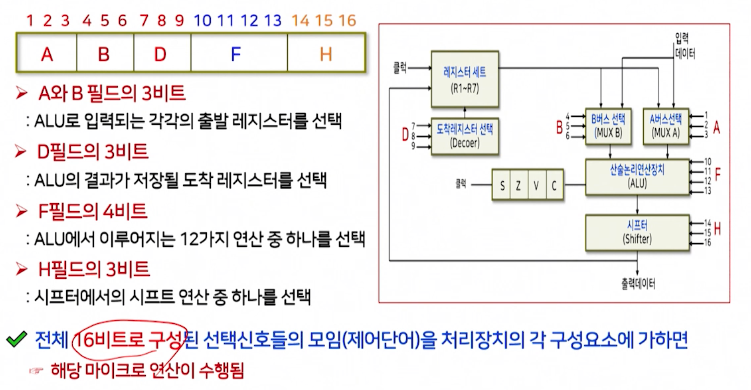 1 2 3 4 5 6 7 8 9 10 11 12 13 14 15 16
A B D F H
➢ A와 B 필드의 3비트
: ALU로 입력되는 각각의 출발 레지스터를 선택
➢ D필드의 3비트
: ALU의 결과가 저장될 도착 레지스터를 선택
➢ F필드의 4비트
: ALU에서 이루어지는 12가지 연산 중 하나를 선택
➢ H필드의 3비트
: 시프터에서의 시프트 연산 중 하나를 선택
✔ 전체 16비트로 구성된 선택신호들의 모임(제어단어)을 처리장치의 각 구성요소에 가하면
☞ 해당 마이크로 연산이 수행됨
입력
데이터
클럭
레지스터 세트
(R1~R7)
D
7
8
9
도착레지스터 선택
(Decoer)
B
4
5
6
B버스 선택
(MUX B)
A버스선택
(MUX A)
1
2
3
A
클럭
S Z V C
산술논리연산장치
(ALU)
10
11
12
13
F
시프터
(Shifter)
14
15
16
H
출력데이터